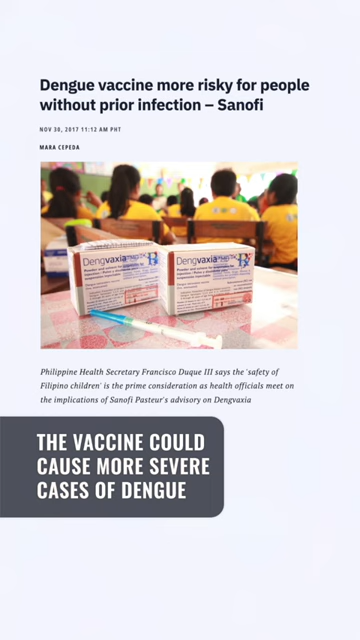 Dengue vaccine more risky for people
without prior infection – Sanofi
NOV 30, 2017 11:12 AM PHT
MARA CEPEDA
Dengvaxia
Dengvaxia
Philippine Health Secretary Francisco Duque III says the 'safety of
Filipino children' is the prime consideration as health officials meet on
the implications of Sanofi Pasteur's advisory on Dengvaxia
THE VACCINE COULD
CAUSE MORE SEVERE
CASES OF DENGUE